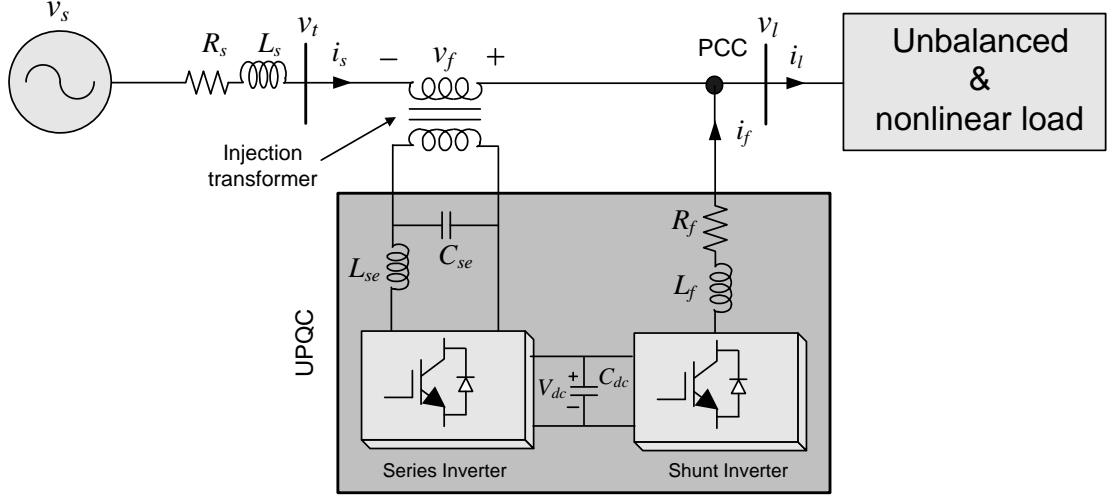 v_s
R_s
L_s
v_t
i_s
− v_f +
PCC
v_l
i_l
Unbalanced
&
nonlinear load
Injection
transformer
i_f
C_se
L_se
R_f
L_f
UPQC
V_dc
+
−
C_dc
Series Inverter
Shunt Inverter